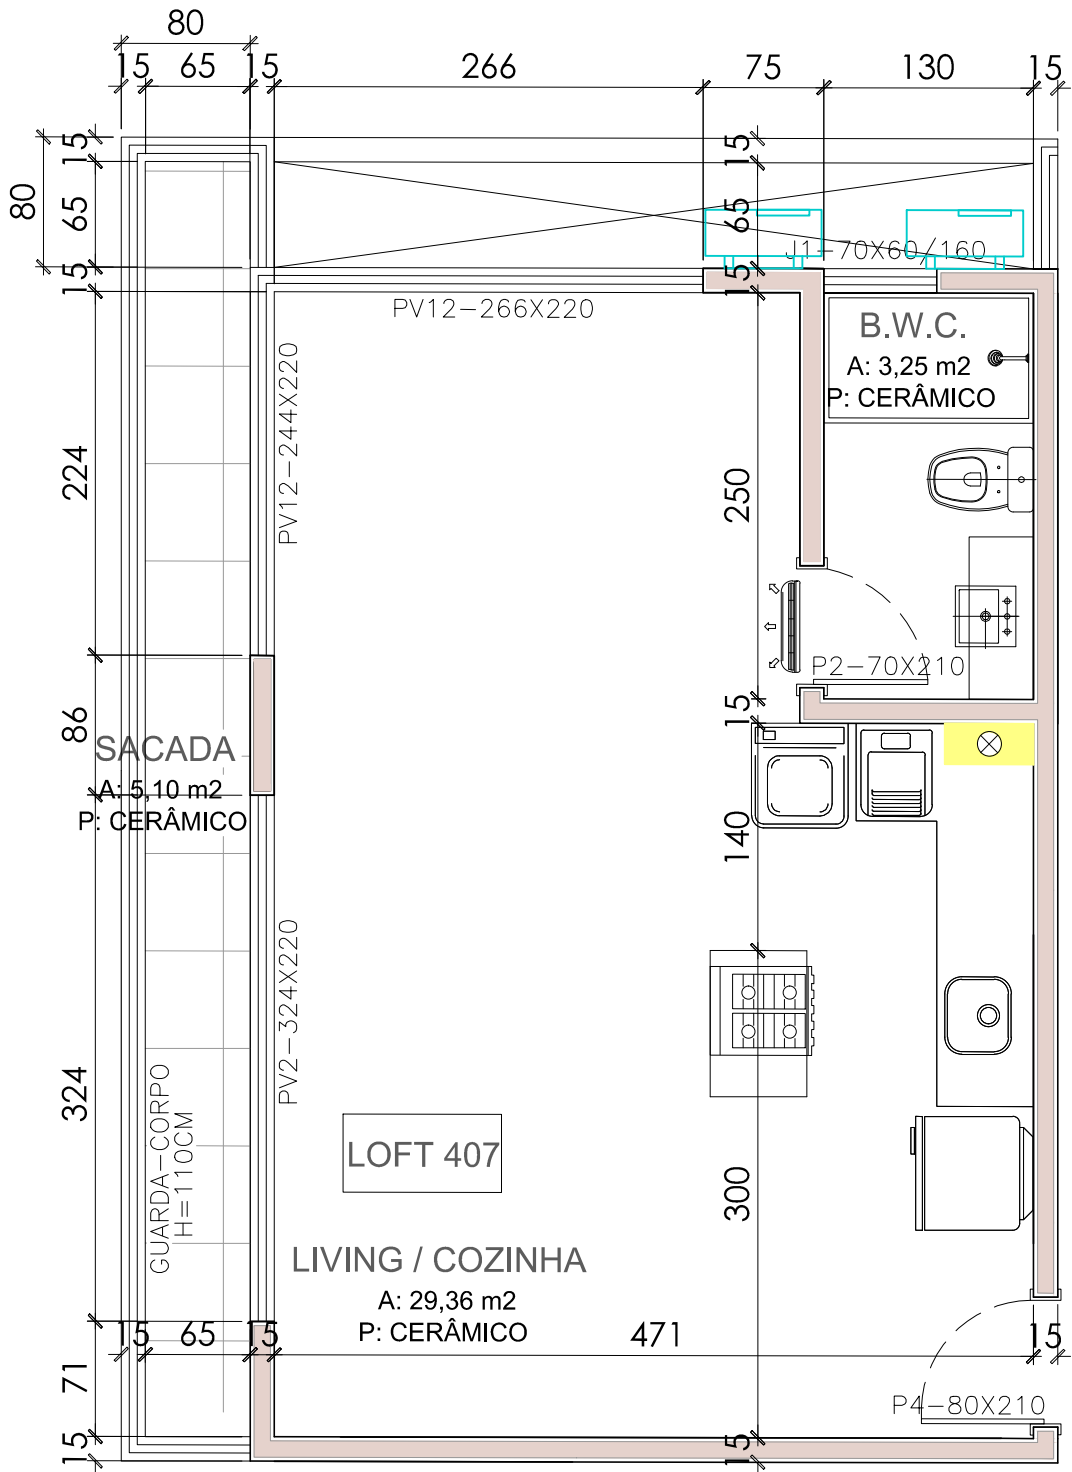 80
15 65 15 266 75 130 15
80
15
65
15
15
65
15
J1-70X60/160
PV12-266X220
B.W.C.
A: 3,25 m2
P: CERÂMICO
PV12-244X220
224
250
P2-70X210
86
15
SACADA
A: 5,10 m2
P: CERÂMICO
140
PV2-324X220
324
GUARDA-CORPO
H=110CM
LOFT 407
300
LIVING / COZINHA
A: 29,36 m2
P: CERÂMICO
15 65 15 471 15
71
P4-80X210
15
15